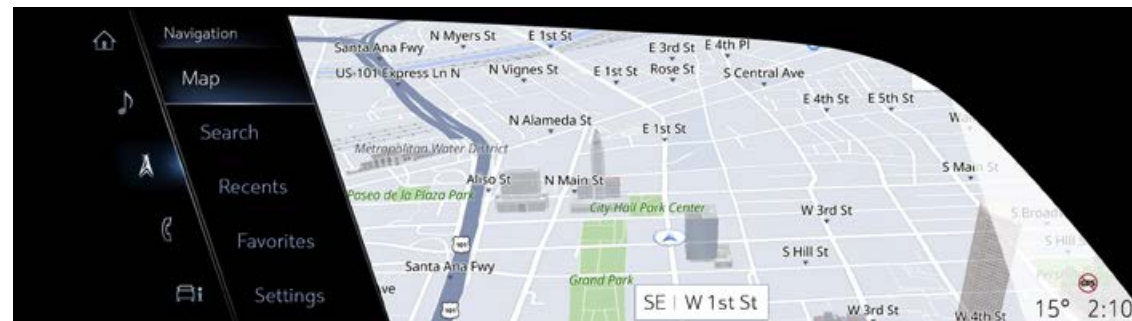 Navigation
Map
Search
Recents
Favorites
Settings
N Myers St
E 1st St
Santa Ana Fwy
E 3rd St
E 4th Pl
US-101 Express Ln N
N Vignes St
E 1st St
Rose St
S Central Ave
E 4th St
E 5th St
N Alameda St
E 1st St
Metropolitan Water District
S Main St
Aliso St
N Main St
Paseo de la Plaza Park
City Hall Park Center
W 3rd St
S Hill St
101
S Hill St
Santa Ana Fwy
Grand Park
SE | W 1st St
W 3rd St
W 4th St
15° 2:10